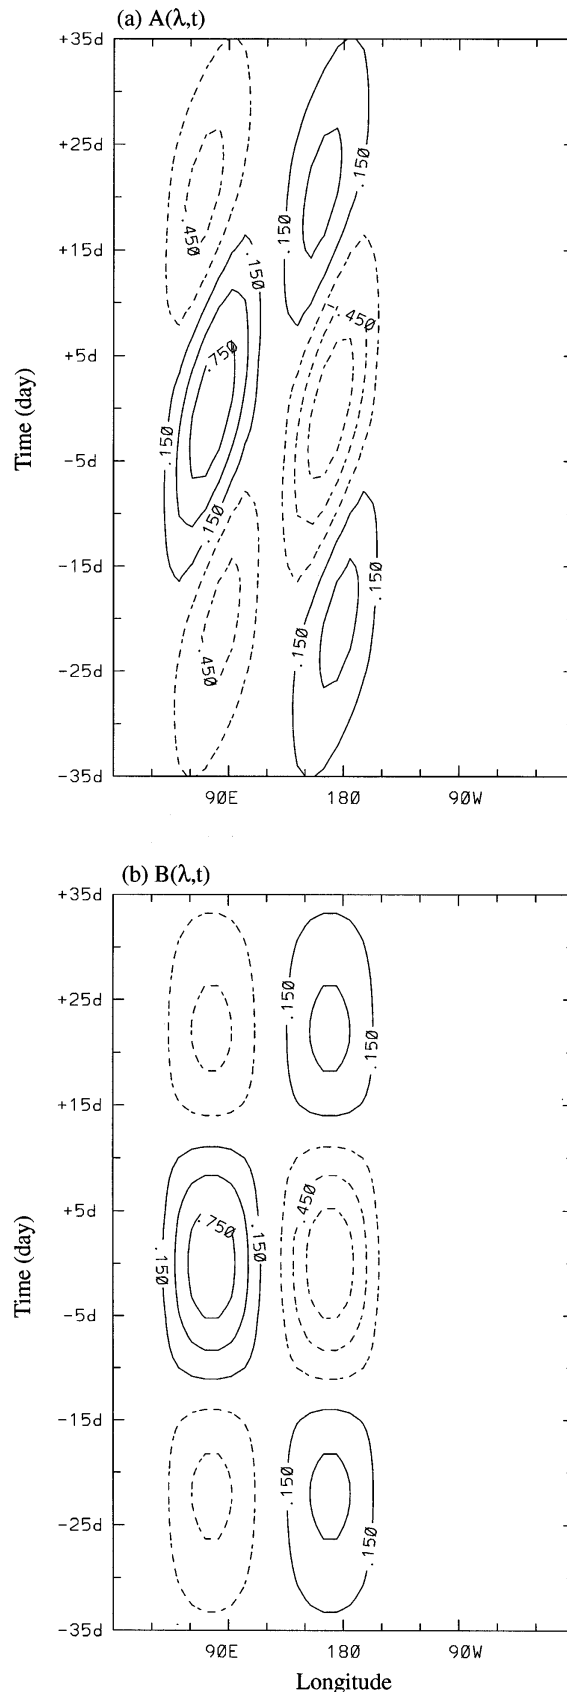 (a) A(λ,t)
+35d
+25d
.150
.450
.150
+15d
.150
.450
+5d
.750
Time (day)
.150
-5d
.150
-15d
.150
.150
.450
-25d
-35d
90E 180 90W
(b) B(λ,t)
+35d
+25d
.150
.150
+15d
.450
+5d
.750
.150
Time (day)
.150
-5d
-15d
.150
-25d
.150
-35d
90E 180 90W
Longitude